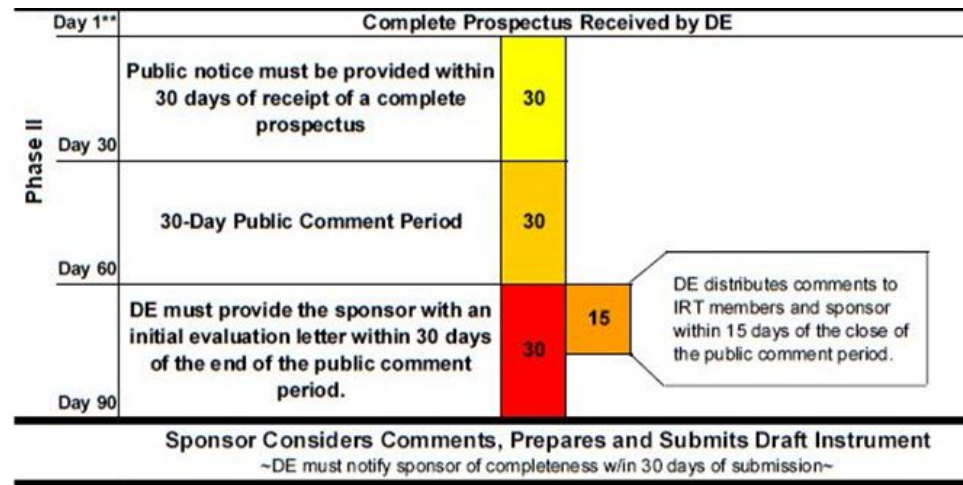 Day 1**
Complete Prospectus Received by DE
Phase II
Public notice must be provided within
30 days of receipt of a complete
prospectus
30
Day 30
30-Day Public Comment Period
30
Day 60
DE must provide the sponsor with an
initial evaluation letter within 30 days
of the end of the public comment
period.
30
15
DE distributes comments to
IRT members and sponsor
within 15 days of the close of
the public comment period.
Day 90
Sponsor Considers Comments, Prepares and Submits Draft Instrument
~DE must notify sponsor of completeness w/in 30 days of submission~